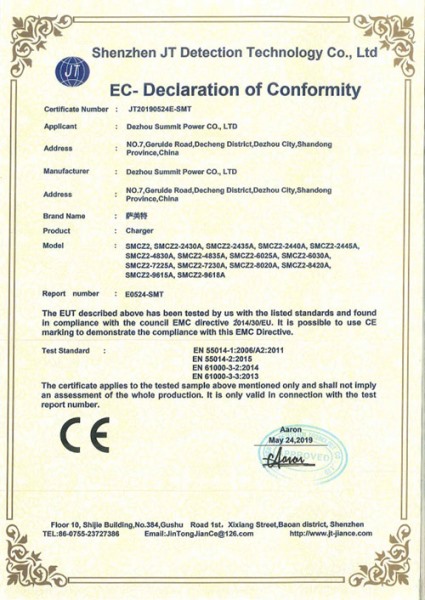 JT
Shenzhen JT Detection Technology Co., Ltd
EC- Declaration of Conformity
Certificate Number : JT20190524E-SMT
Applicant : Dezhou Summit Power CO., LTD
Address : NO.7,Geruide Road,Decheng District,Dezhou City,Shandong
Province,China
Manufacturer : Dezhou Summit Power CO., LTD
Address : NO.7,Geruide Road,Decheng District,Dezhou City,Shandong
Province,China
Brand Name : 萨美特
Product : Charger
Model : SMCZ2, SMCZ2-2430A, SMCZ2-2435A, SMCZ2-2440A, SMCZ2-2445A,
SMCZ2-4830A, SMCZ2-4835A, SMCZ2-6025A, SMCZ2-6030A,
SMCZ2-7225A, SMCZ2-7230A, SMCZ2-8020A, SMCZ2-8420A,
SMCZ2-9615A, SMCZ2-9618A
Report number : E0524-SMT
The EUT described above has been tested by us with the listed standards and found
in compliance with the council EMC directive 2014/30/EU. It is possible to use CE
marking to demonstrate the compliance with this EMC Directive.
Test Standard : EN 55014-1:2006/A2:2011
EN 55014-2:2015
EN 61000-3-2:2014
EN 61000-3-3:2013
The certificate applies to the tested sample above mentioned only and shall not imply
an assessment of the whole production. It is only valid in connection with the test
report number.
CE
Aaron
May 24,2019
APPROVED
Aaron
Floor 10, Shijie Building,No.384,Gushu Road 1st．Xixiang Street,Baoan district, Shenzhen
TEL:86-0755-23727386 Email:JinTongJianCe@126.com http://www.jt-jiance.com